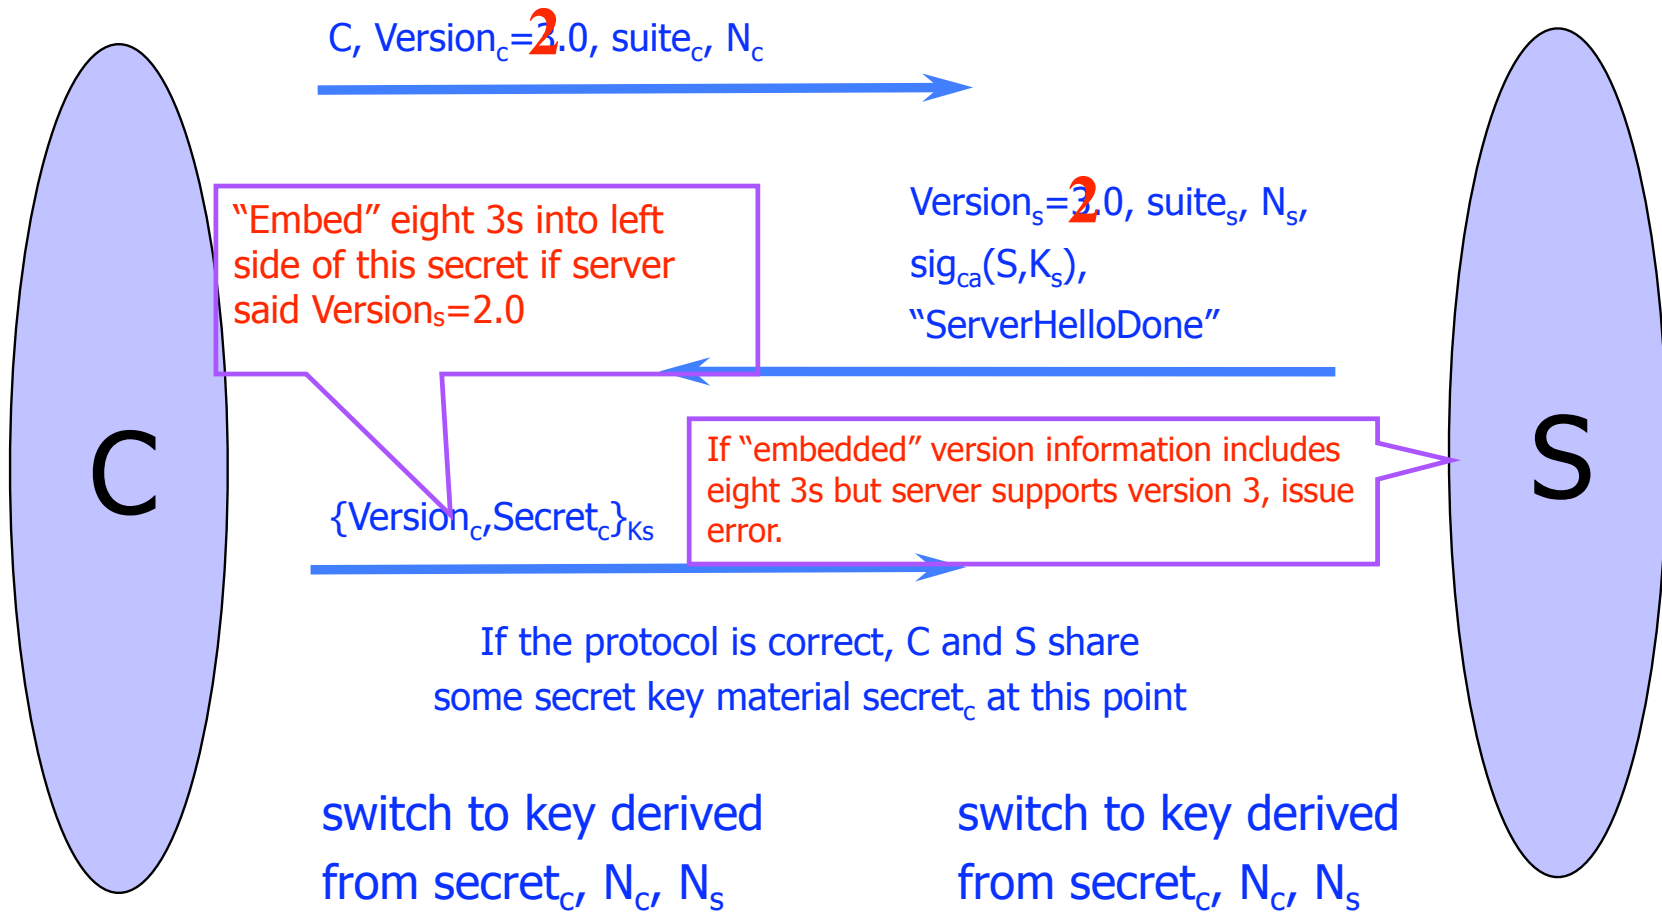 C, Versionc=2.0, suitec, Nc
“Embed” eight 3s into left
side of this secret if server
said Versions=2.0
Versions=2.0, suites, Ns,
sigca(S,Ks),
“ServerHelloDone”
C
S
If “embedded” version information includes
eight 3s but server supports version 3, issue
error.
{Versionc,Secretc}Ks
If the protocol is correct, C and S share
some secret key material secretc at this point
switch to key derived
from secretc, Nc, Ns
switch to key derived
from secretc, Nc, Ns